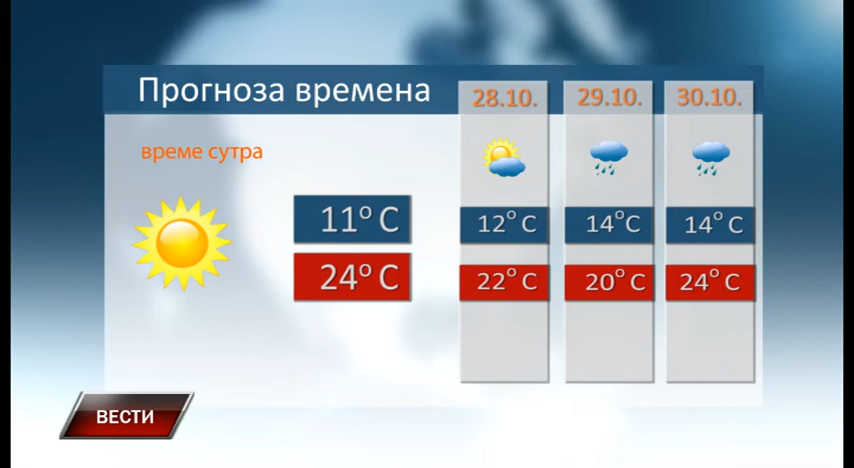 Прогноза времена
време сутра
11° C
24° C
28.10.
12° C
22° C
29.10.
14°C
20° C
30.10.
14° C
24° C
ВЕСТИ